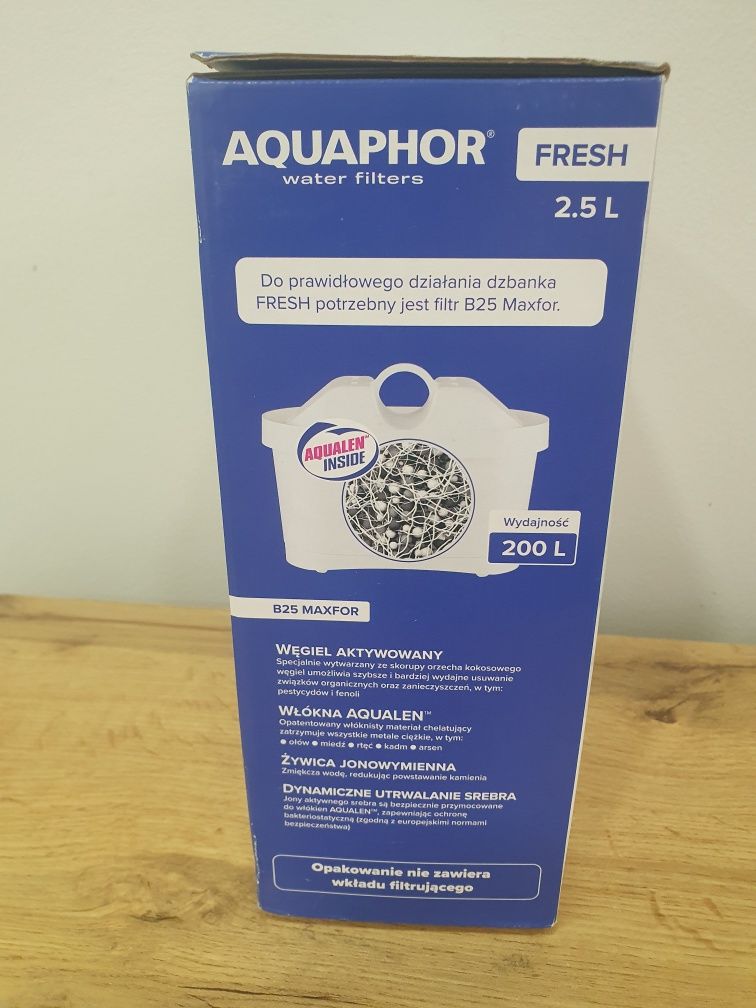 AQUAPHOR®
water filters
FRESH
2.5 L
Do prawidłowego działania dzbanka
FRESH potrzebny jest filtr B25 Maxfor.
AQUALEN™
INSIDE
Wydajność
200 L
B25 MAXFOR
WĘGIEL AKTYWOWANY
Specjalnie wytwarzany ze skorupy orzecha kokosowego
węgiel umożliwia szybsze i bardziej wydajne usuwanie
związków organicznych oraz zanieczyszczeń, w tym:
pestycydów i fenoli
WŁÓKNA AQUALEN™
Opatentowany włóknisty materiał chelatujący
zatrzymuje wszystkie metale ciężkie, w tym:
● ołów ● miedź ● rtęć ● kadm ● arsen
ŻYWICA JONOWYMIENNA
Zmiękcza wodę, redukując powstawanie kamienia
DYNAMICZNE UTRWALANIE SREBRA
Jony aktywnego srebra są bezpiecznie przymocowane
do włókien AQUALEN™, zapewniając ochronę
bakteriostatyczną (zgodną z europejskimi normami
bezpieczeństwa)
Opakowanie nie zawiera
wkładu filtrującego